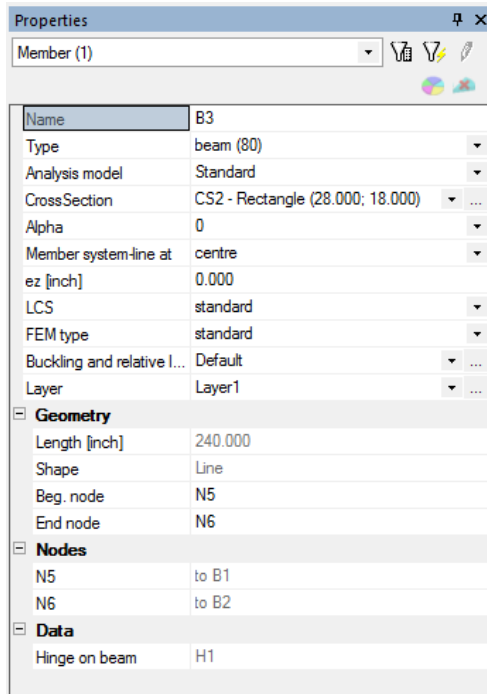 Properties
Member (1)
Name B3
Type beam (80)
Analysis model Standard
CrossSection CS2 - Rectangle (28.000; 18.000) ...
Alpha 0
Member system-line at centre
ez [inch] 0.000
LCS standard
FEM type standard
Buckling and relative l... Default ...
Layer Layer1 ...
Geometry
Length [inch] 240.000
Shape Line
Beg. node N5
End node N6
Nodes
N5 to B1
N6 to B2
Data
Hinge on beam H1